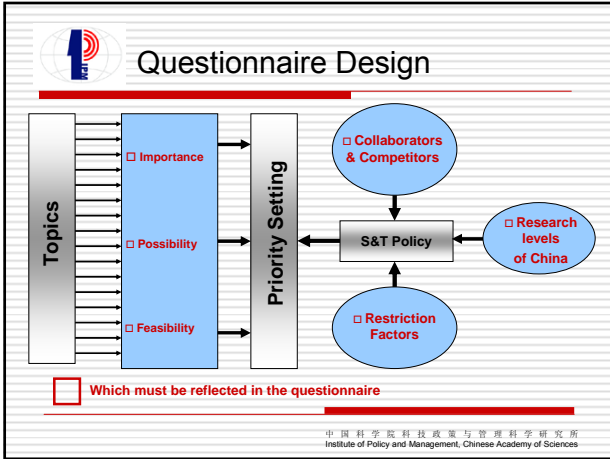 IPM
Questionnaire Design
Topics
□ Importance
□ Possibility
□ Feasibility
Priority Setting
□ Collaborators
& Competitors
S&T Policy
□ Research
levels
of China
□ Restriction
Factors
Which must be reflected in the questionnaire
中国科学院科技政策与管理科学研究所
Institute of Policy and Management, Chinese Academy of Sciences